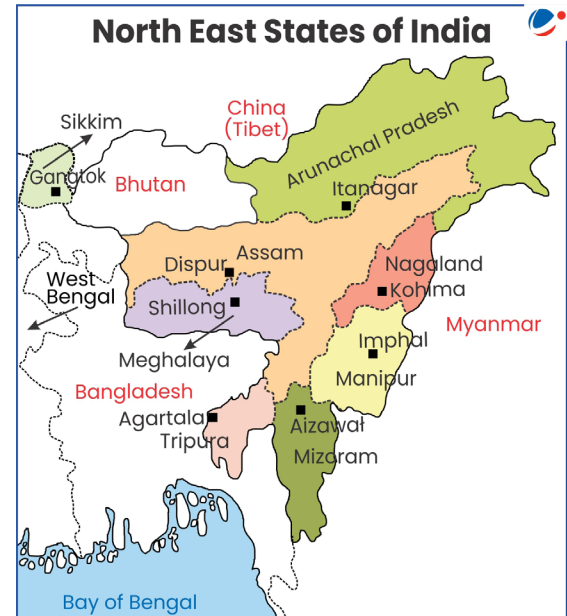 North East States of India
Sikkim
China
(Tibet)
Arunachal Pradesh
Gangtok
Bhutan
Itanagar
Dispur
Assam
Nagaland
West
Bengal
Shillong
Kohima
Myanmar
Meghalaya
Imphal
Manipur
Bangladesh
Agartala
Tripura
Aizawał
Mizoram
Bay of Bengal